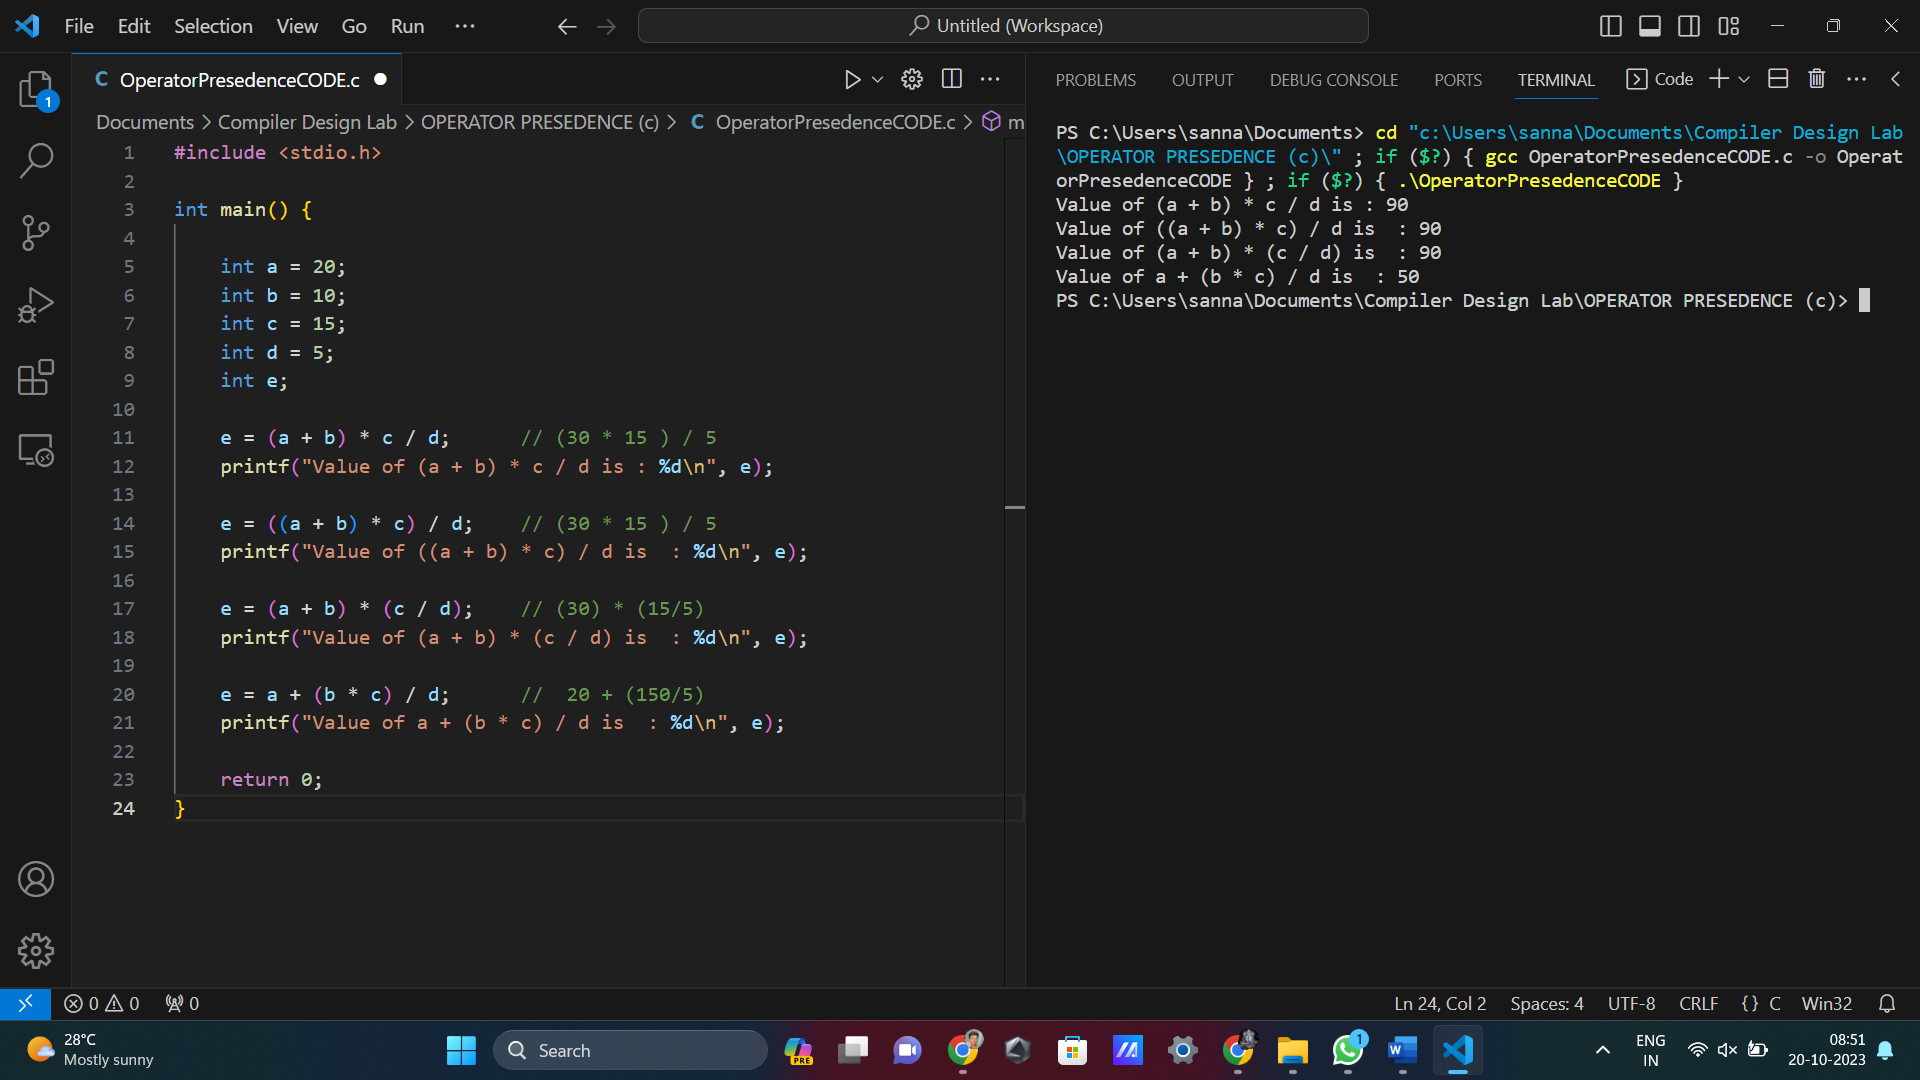 File Edit Selection View Go Run ··· Untitled (Workspace)
C OperatorPresedenceCODE.c
Documents > Compiler Design Lab > OPERATOR PRESEDENCE (c) > C OperatorPresedenceCODE.c > m
1 #include <stdio.h>
2
3 int main() {
4
5 int a = 20;
6 int b = 10;
7 int c = 15;
8 int d = 5;
9 int e;
10
11 e = (a + b) * c / d; // (30 * 15 ) / 5
12 printf("Value of (a + b) * c / d is : %d\n", e);
13
14 e = ((a + b) * c) / d; // (30 * 15 ) / 5
15 printf("Value of ((a + b) * c) / d is  : %d\n", e);
16
17 e = (a + b) * (c / d); // (30) * (15/5)
18 printf("Value of (a + b) * (c / d) is  : %d\n", e);
19
20 e = a + (b * c) / d; //  20 + (150/5)
21 printf("Value of a + (b * c) / d is  : %d\n", e);
22
23 return 0;
24 }
PROBLEMS OUTPUT DEBUG CONSOLE PORTS TERMINAL Code
PS C:\Users\sanna\Documents> cd "c:\Users\sanna\Documents\Compiler Design Lab
\OPERATOR PRESEDENCE (c)\" ; if ($?) { gcc OperatorPresedenceCODE.c -o Operat
orPresedenceCODE } ; if ($?) { .\OperatorPresedenceCODE }
Value of (a + b) * c / d is : 90
Value of ((a + b) * c) / d is  : 90
Value of (a + b) * (c / d) is  : 90
Value of a + (b * c) / d is  : 50
PS C:\Users\sanna\Documents\Compiler Design Lab\OPERATOR PRESEDENCE (c)>
1
0 0 0 Ln 24, Col 2 Spaces: 4 UTF-8 CRLF {} C Win32
28°C
Mostly sunny
Search
PRE
1
W
ENG
IN
08:51
20-10-2023